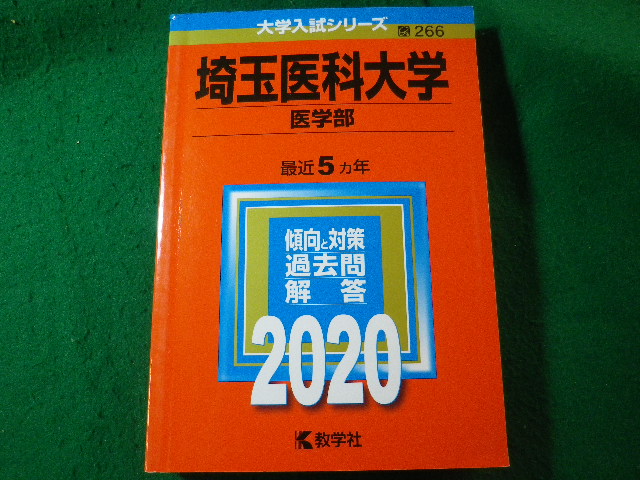 大学入試シリーズ 266
埼玉医科大学
医学部
最近5カ年
傾向と対策
過去問
解答
2020
教学社